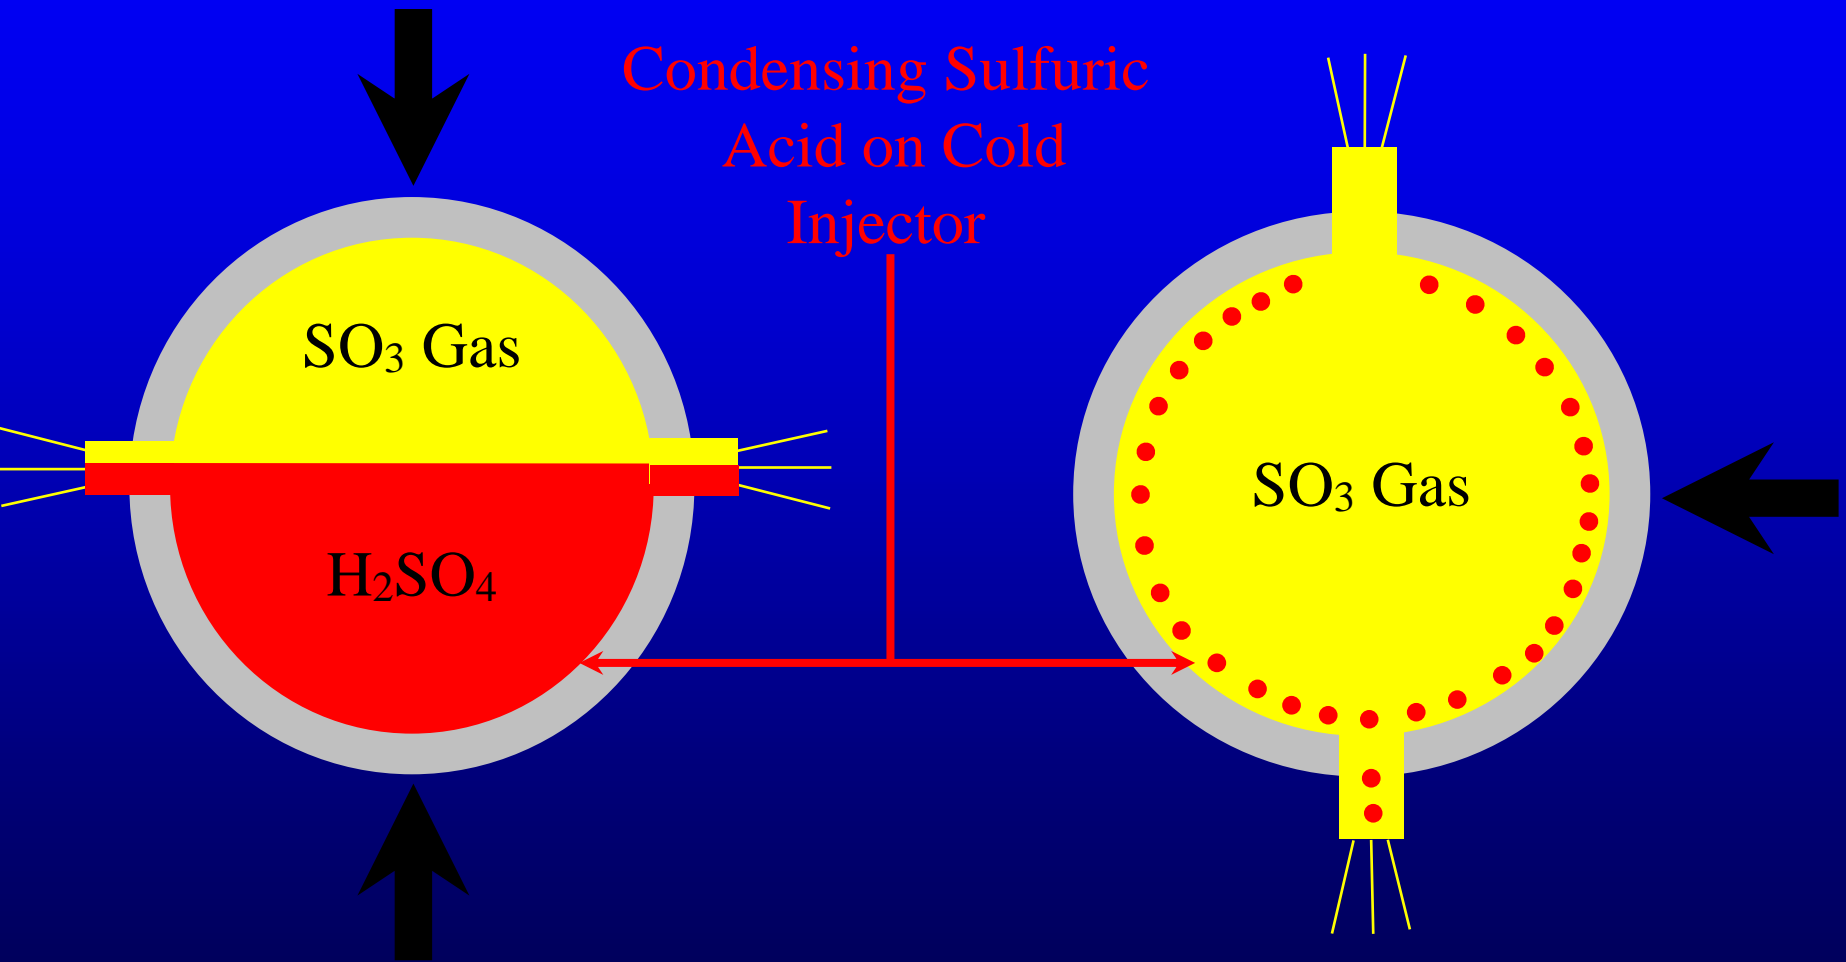 Condensing Sulfuric
Acid on Cold
Injector
SO₃ Gas
H₂SO₄
SO₃ Gas